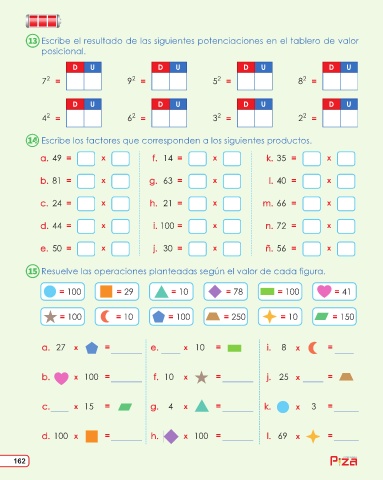 13 Escribe el resultado de las siguientes potenciaciones en el tablero de valor
posicional.
D U D U D U D U
7² = 9² = 5² = 8² =
D U D U D U D U
4² = 6² = 3² = 2² =
14 Escribe los factores que corresponden a los siguientes productos.
a. 49 = x f. 14 = x k. 35 = x
b. 81 = x g. 63 = x l. 40 = x
c. 24 = x h. 21 = x m. 66 = x
d. 44 = x i. 100 = x n. 72 = x
e. 50 = x j. 30 = x ñ. 56 = x
15 Resuelve las operaciones planteadas según el valor de cada figura.
= 100 = 29 = 10 = 78 = 100 = 41
= 100 = 10 = 100 = 250 = 10 = 150
a. 27 x = e. x 10 = i. 8 x =
b. x 100 = f. 10 x = j. 25 x =
c. x 15 = g. 4 x = k. x 3 =
d. 100 x = h. x 100 = l. 69 x =
162